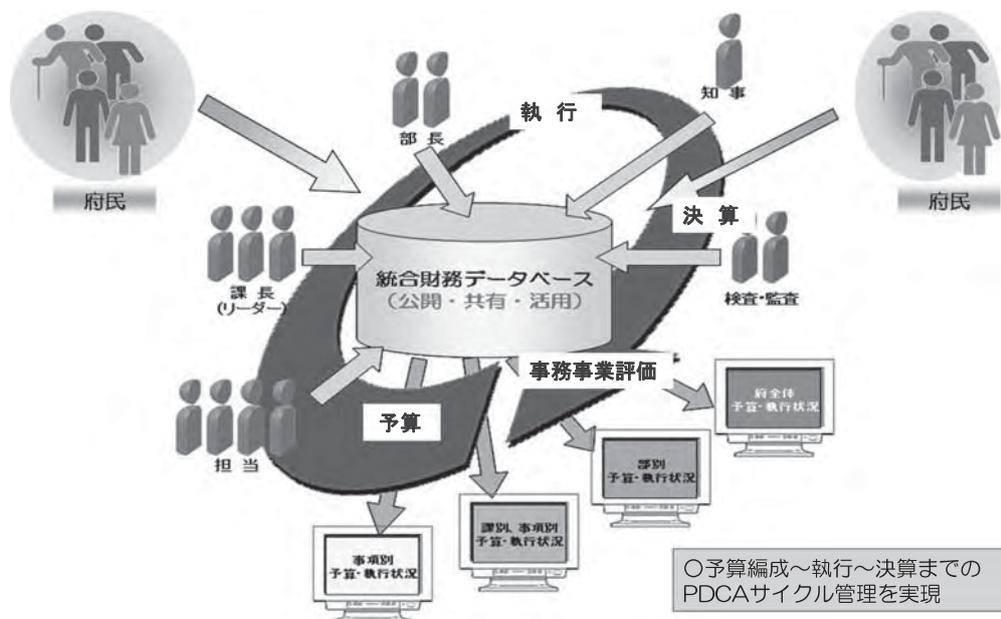 知事
部長
執行
府民
府民
決算
統合財務データベース
(公開・共有・活用)
課長
(リーダー)
検査・監査
事務事業評価
予算
担当
府全体
予算・執行状況
部別
予算・執行状況
課別、事項別
予算・執行状況
事項別
予算・執行状況
〇予算編成～執行～決算までの
PDCAサイクル管理を実現